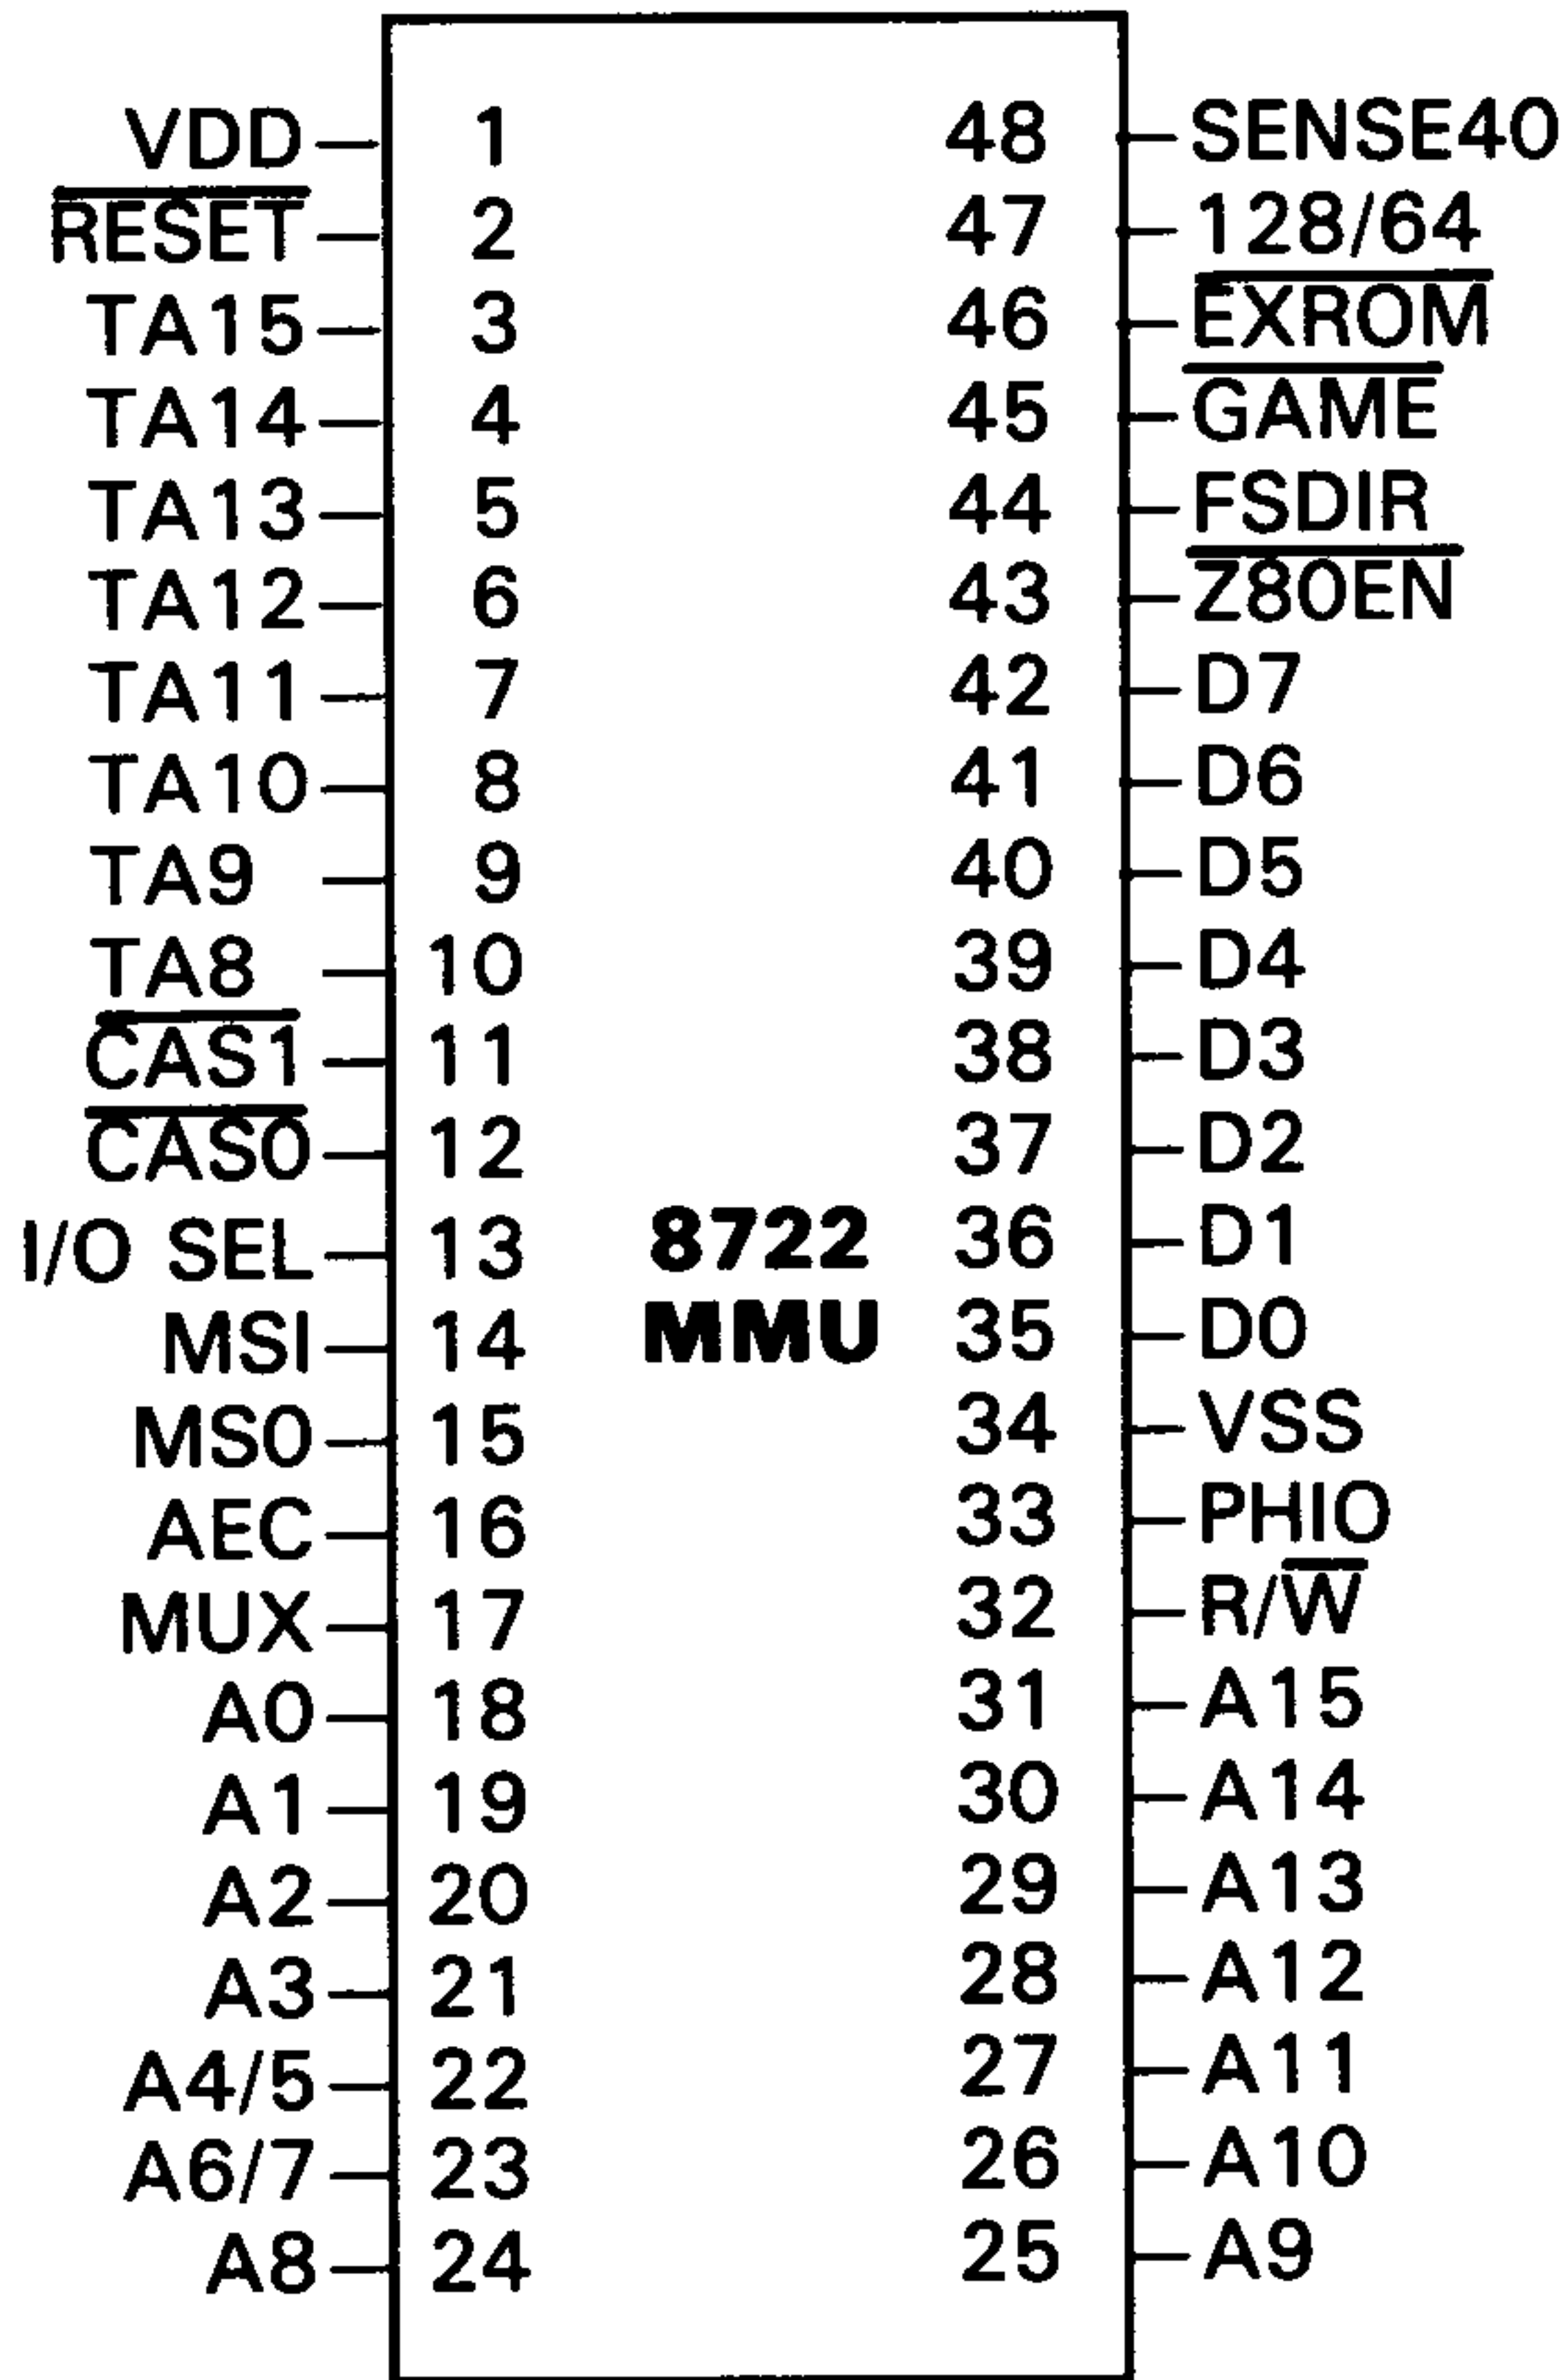 VDD 1 48 SENSE40
RESET 2 47 128/64
TA15 3 46 EXROM
TA14 4 45 GAME
TA13 5 44 FSDIR
TA12 6 43 Z80EN
TA11 7 42 D7
TA10 8 41 D6
TA9 9 40 D5
TA8 10 39 D4
CAS1 11 38 D3
CAS0 12 37 D2
I/O SEL 13 8722 36 D1
MSI 14 MMU 35 D0
MS0 15 34 VSS
AEC 16 33 PHI0
MUX 17 32 R/W
A0 18 31 A15
A1 19 30 A14
A2 20 29 A13
A3 21 28 A12
A4/5 22 27 A11
A6/7 23 26 A10
A8 24 25 A9